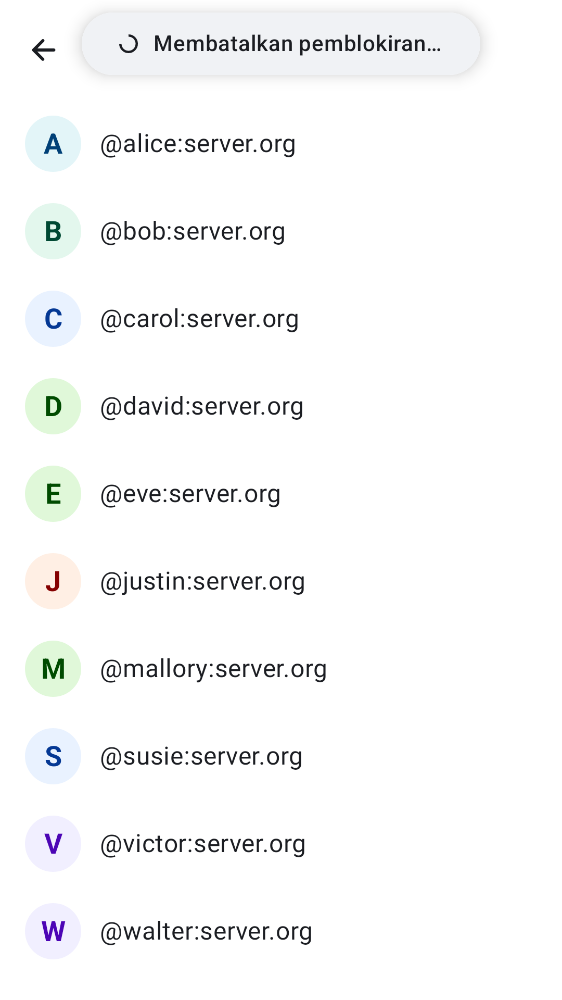 Membatalkan pemblokiran…
A @alice:server.org
B @bob:server.org
C @carol:server.org
D @david:server.org
E @eve:server.org
J @justin:server.org
M @mallory:server.org
S @susie:server.org
V @victor:server.org
W @walter:server.org